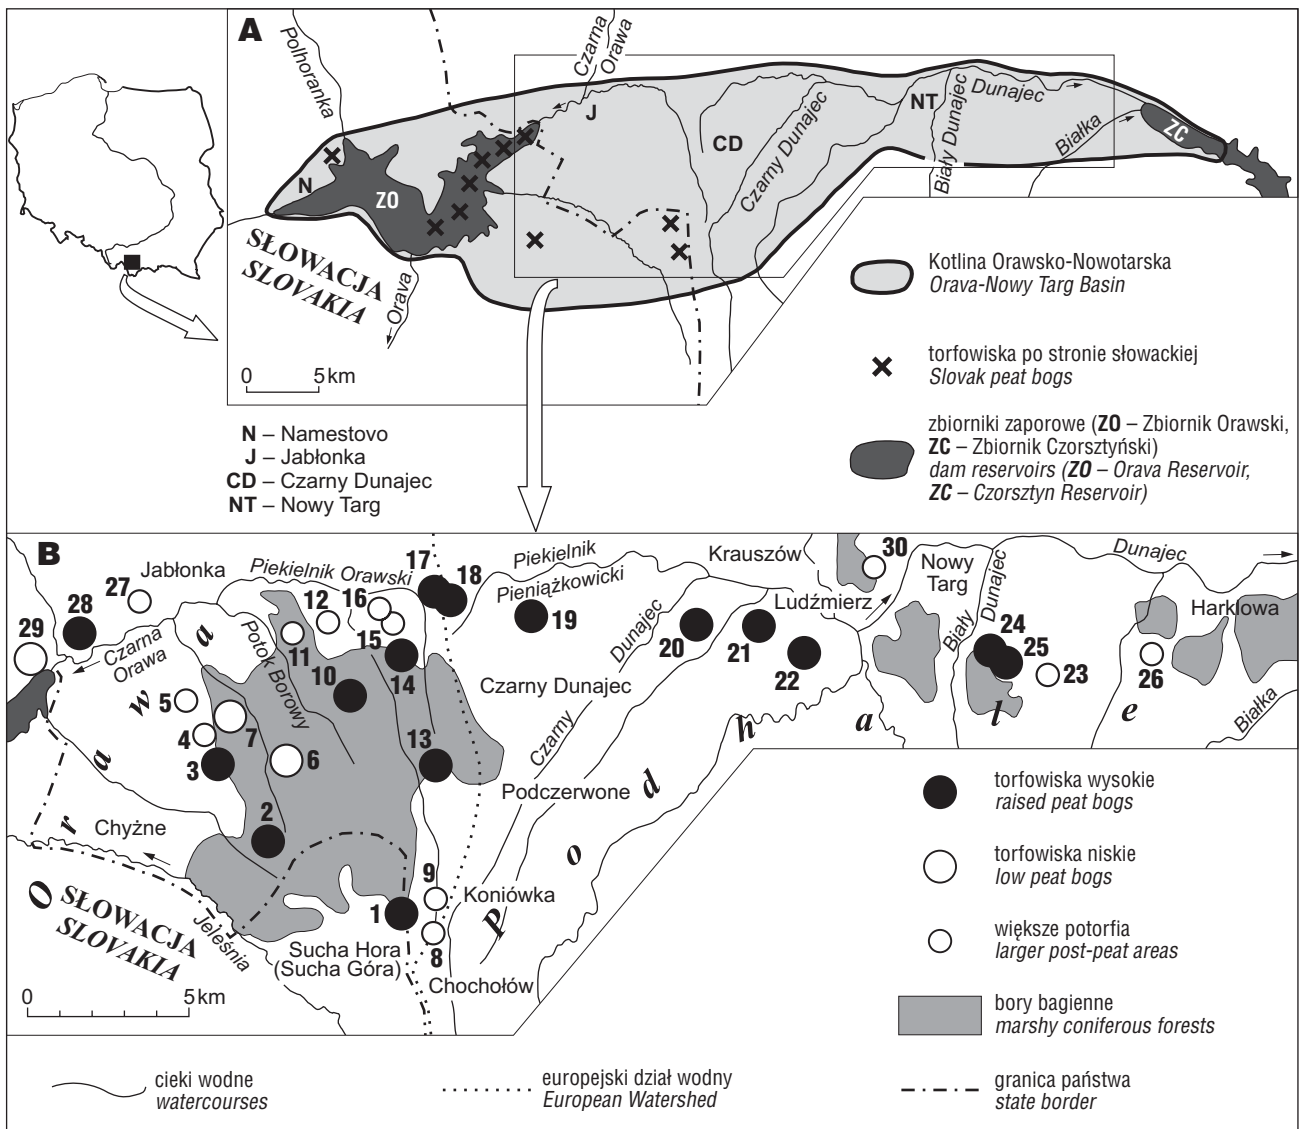 A
Polhoranka
Czarna
Orawa
J
N
ZO
CD
Czarny Dunajec
NT
Biały Dunajec
Dunajec
Białka
ZC
SŁOWACJA
SLOVAKIA
Orava
0 5 km
N – Namestovo
J – Jabłonka
CD – Czarny Dunajec
NT – Nowy Targ
Kotlina Orawsko-Nowotarska
Orava-Nowy Targ Basin
torfowiska po stronie słowackiej
Slovak peat bogs
zbiorniki zaporowe (ZO – Zbiornik Orawski,
ZC – Zbiornik Czorsztyński)
dam reservoirs (ZO – Orava Reservoir,
ZC – Czorsztyn Reservoir)
B
Jabłonka
Piekielnik Orawski
Piekielnik
Pieniążkowicki
Krauszów
Ludźmierz
Nowy
Targ
Dunajec
Harklowa
Biały
Dunajec
Białka
Czarna
Orawa
Potok Borowy
Czarny Dunajec
Czarny
Dunajec
Podczerwone
Chyżne
Koniówka
Sucha Hora
(Sucha Góra)
Chochołów
Jeleśnia
SŁOWACJA
SLOVAKIA
O r a w a
P o d h a l e
1
2
3
4
5
6
7
8
9
10
11
12
13
14
15
16
17
18
19
20
21
22
23
24
25
26
27
28
29
30
0 5 km
torfowiska wysokie
raised peat bogs
torfowiska niskie
low peat bogs
większe potorfia
larger post-peat areas
bory bagienne
marshy coniferous forests
cieki wodne
watercourses
europejski dział wodny
European Watershed
granica państwa
state border